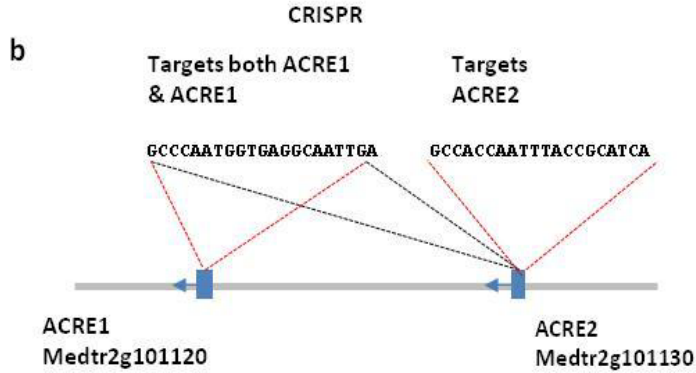 CRISPR
b
Targets both ACRE1
& ACRE1
Targets
ACRE2
GCCCAATGGTGAGGCAATTGA
GCCACCAATTTACCGCATCA
ACRE1
Medtr2g101120
ACRE2
Medtr2g101130